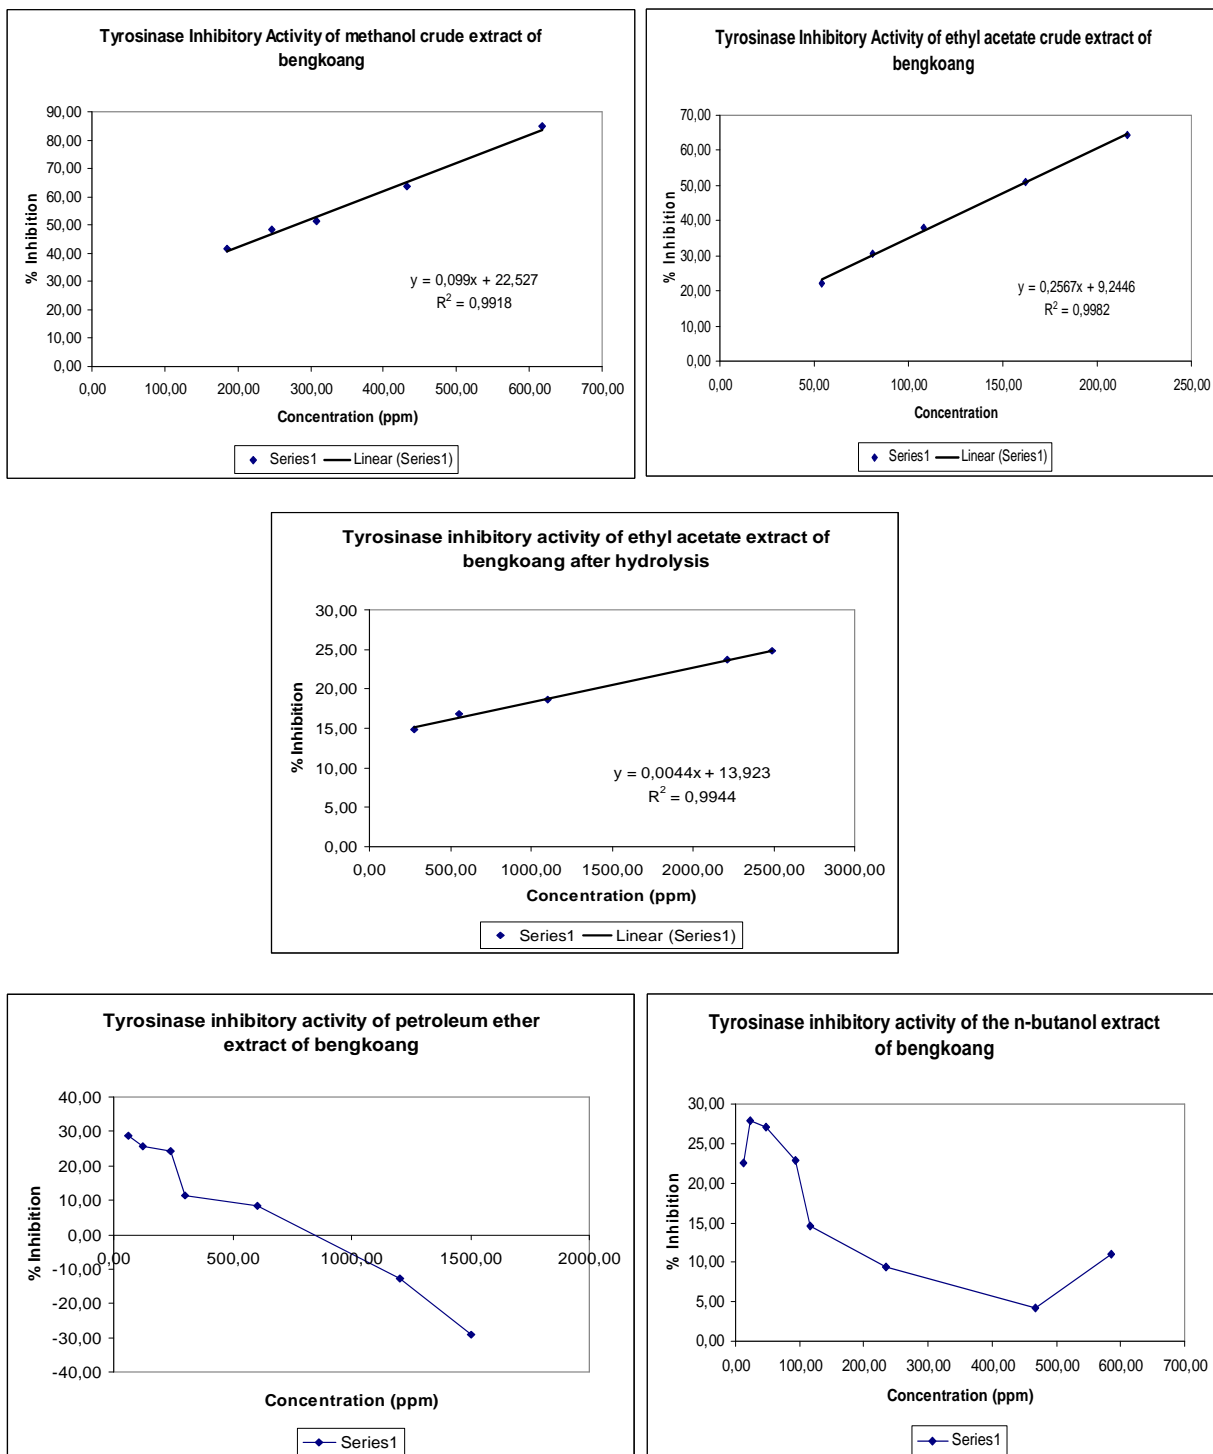 Tyrosinase Inhibitory Activity of methanol crude extract of
bengkoang
% Inhibition
90,00
80,00
70,00
60,00
50,00
40,00
30,00
20,00
10,00
0,00
y = 0,099x + 22,527
R² = 0,9918
0,00 100,00 200,00 300,00 400,00 500,00 600,00 700,00
Concentration (ppm)
Series1 Linear (Series1)
Tyrosinase Inhibitory Activity of ethyl acetate crude extract of
bengkoang
% Inhibition
70,00
60,00
50,00
40,00
30,00
20,00
10,00
0,00
y = 0,2567x + 9,2446
R² = 0,9982
0,00 50,00 100,00 150,00 200,00 250,00
Concentration
Series1 Linear (Series1)
Tyrosinase inhibitory activity of ethyl acetate extract of
bengkoang after hydrolysis
% Inhibition
30,00
25,00
20,00
15,00
10,00
5,00
0,00
y = 0,0044x + 13,923
R² = 0,9944
0,00 500,00 1000,00 1500,00 2000,00 2500,00 3000,00
Concentration (ppm)
Series1 Linear (Series1)
Tyrosinase inhibitory activity of petroleum ether
extract of bengkoang
% Inhibition
40,00
30,00
20,00
10,00
0,00
-10,00
-20,00
-30,00
-40,00
0,00 500,00 1000,00 1500,00 2000,00
Concentration (ppm)
Series1
Tyrosinase inhibitory activity of the n-butanol extract
of bengkoang
% Inhibition
30,00
25,00
20,00
15,00
10,00
5,00
0,00
0,00 100,00 200,00 300,00 400,00 500,00 600,00 700,00
Concentration (ppm)
Series1